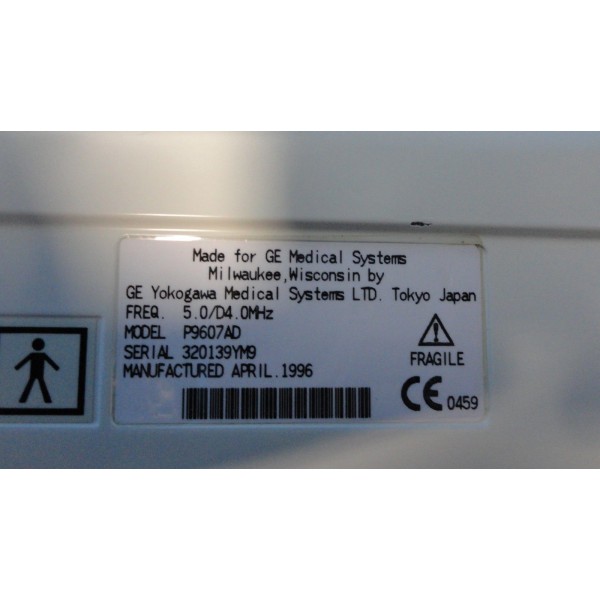 Made for GE Medical Systems
Milwaukee,Wisconsin by
GE Yokogawa Medical Systems LTD. Tokyo Japan
FREQ. 5.0/D4.0MHz
MODEL P9607AD
SERIAL 320139YM9
MANUFACTURED APRIL.1996
FRAGILE
CE 0459